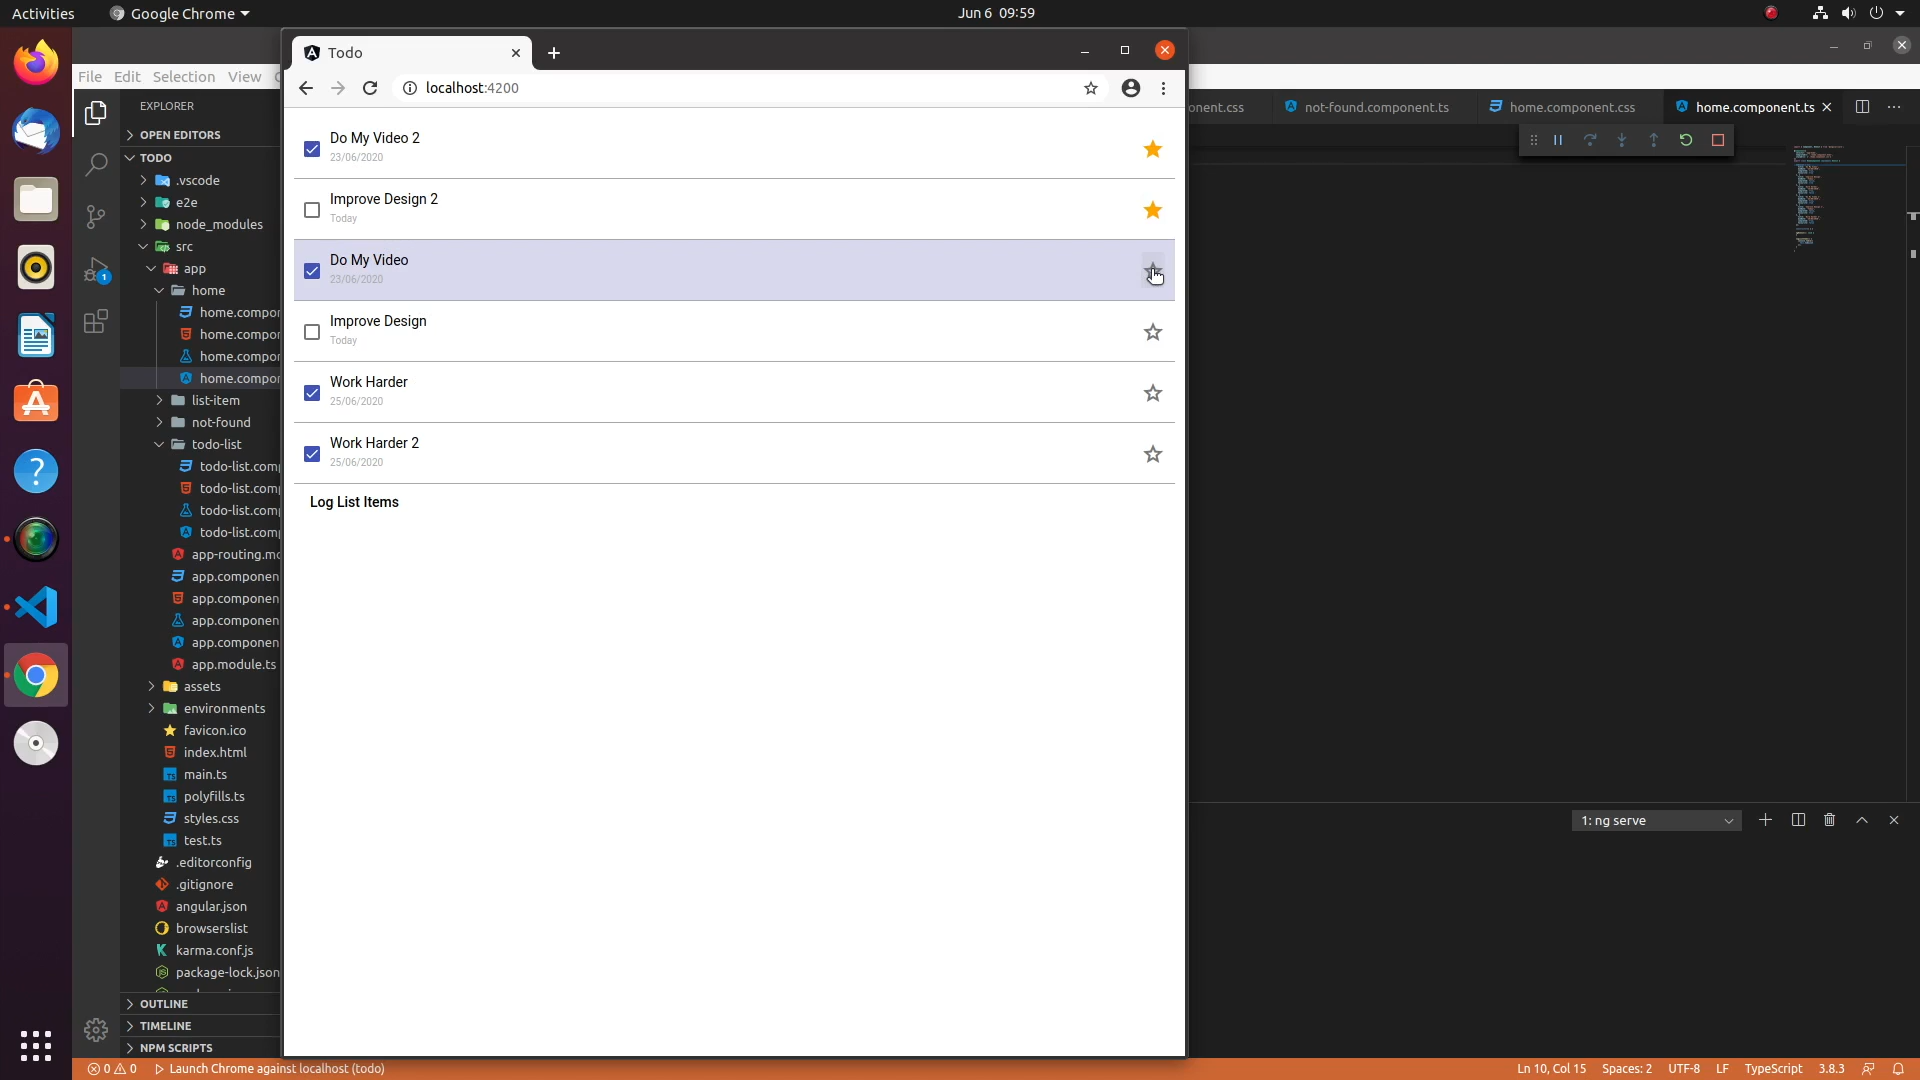 Activities
Google Chrome
Jun 6 09:59
Todo
localhost:4200
File Edit Selection View
EXPLORER
OPEN EDITORS
TODO
.vscode
e2e
node_modules
src
app
home
home.compor
home.compor
home.compor
home.compor
list-item
not-found
todo-list
todo-list.comp
todo-list.comp
todo-list.comp
todo-list.comp
app-routing.mo
app.componen
app.componen
app.componen
app.componen
app.module.ts
assets
environments
favicon.ico
index.html
main.ts
polyfills.ts
styles.css
test.ts
.editorconfig
.gitignore
angular.json
browserslist
karma.conf.js
package-lock.json
OUTLINE
TIMELINE
NPM SCRIPTS
Do My Video 2
23/06/2020
Improve Design 2
Today
Do My Video
23/06/2020
Improve Design
Today
Work Harder
25/06/2020
Work Harder 2
25/06/2020
Log List Items
onent.css
not-found.component.ts
home.component.css
home.component.ts
1: ng serve
0 0
Launch Chrome against localhost (todo)
Ln 10, Col 15
Spaces: 2
UTF-8
LF
TypeScript
3.8.3